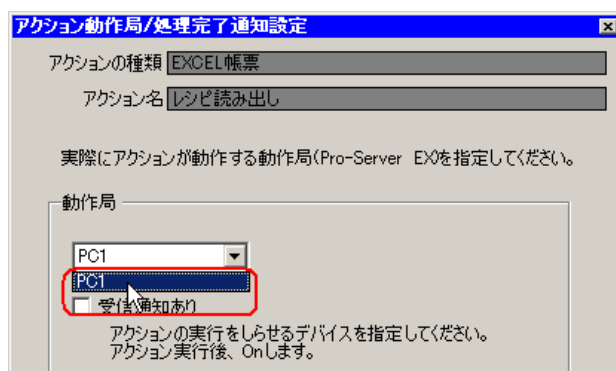 アクション動作局/処理完了通知設定
アクションの種類 EXCEL帳票
アクション名 レシピ読み出し
実際にアクションが動作する動作局(Pro-Server EX)を指定してください。
動作局
PC1
PC1
受信通知あり
アクションの実行をしらせるデバイスを指定してください。
アクション実行後、Onします。